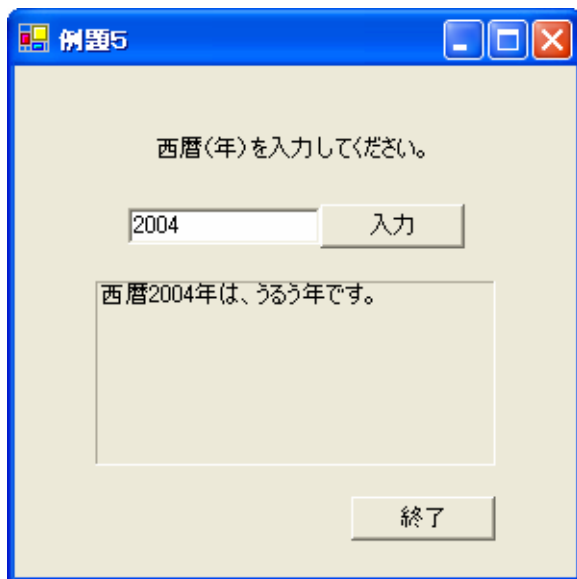 例題5
西暦(年)を入力してください。
2004
入力
西暦2004年は、うるう年です。
終了